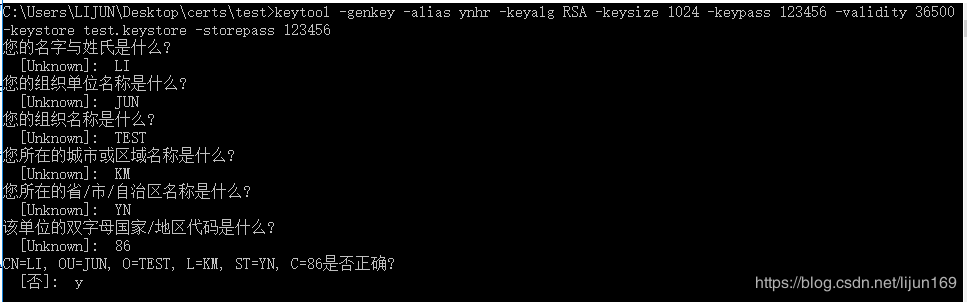 C:\Users\LIJUN\Desktop\certs\test>keytool -genkey -alias ynhr -keyalg RSA -keysize 1024 -keypass 123456 -validity 36500
-keystore test.keystore -storepass 123456
您的名字与姓氏是什么?
[Unknown]: LI
您的组织单位名称是什么?
[Unknown]: JUN
您的组织名称是什么?
[Unknown]: TEST
您所在的城市或区域名称是什么?
[Unknown]: KM
您所在的省/市/自治区名称是什么?
[Unknown]: YN
该单位的双字母国家/地区代码是什么?
[Unknown]: 86
CN=LI, OU=JUN, O=TEST, L=KM, ST=YN, C=86是否正确?
[否]: y
https://blog.csdn.net/lijun169